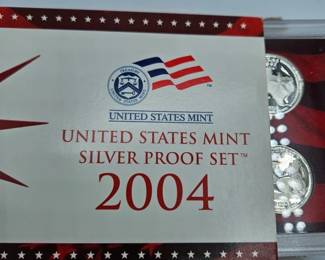 UNITED STATES MINT
UNITED STATES MINT
SILVER PROOF SET™
2004